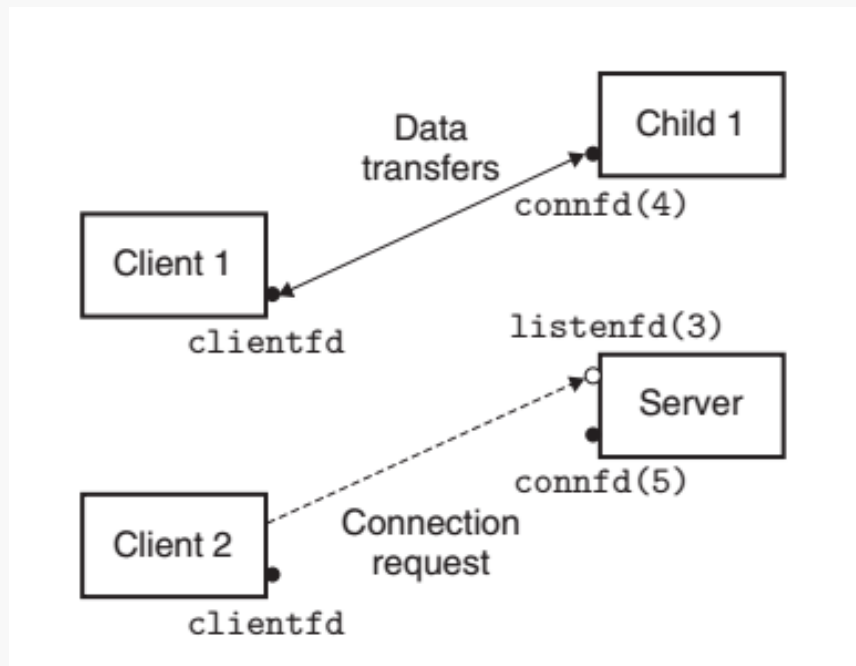 Child 1
Data
transfers
connfd(4)
Client 1
clientfd
listenfd(3)
Server
connfd(5)
Connection
request
Client 2
clientfd